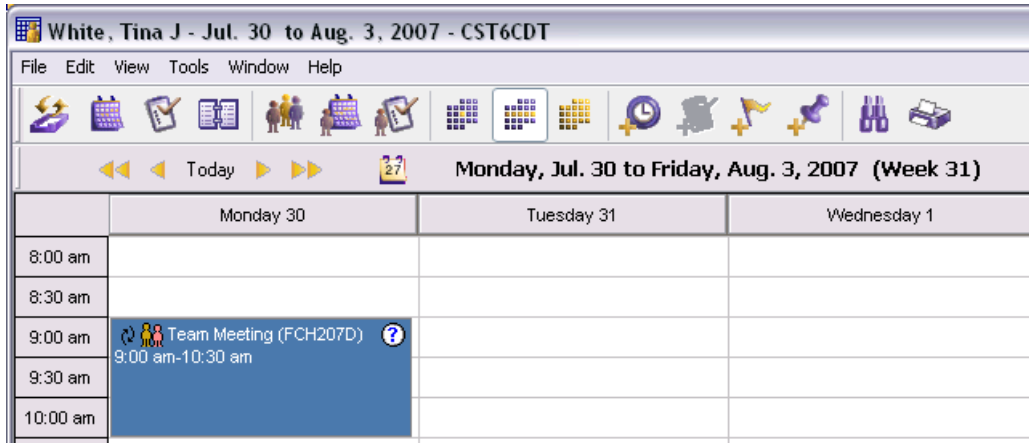 White, Tina J - Jul. 30 to Aug. 3, 2007 - CST6CDT
File Edit View Tools Window Help
Today 27 Monday, Jul. 30 to Friday, Aug. 3, 2007 (Week 31)
Monday 30 Tuesday 31 Wednesday 1
8:00 am
8:30 am
9:00 am Team Meeting (FCH207D) ?
9:00 am-10:30 am
9:30 am
10:00 am